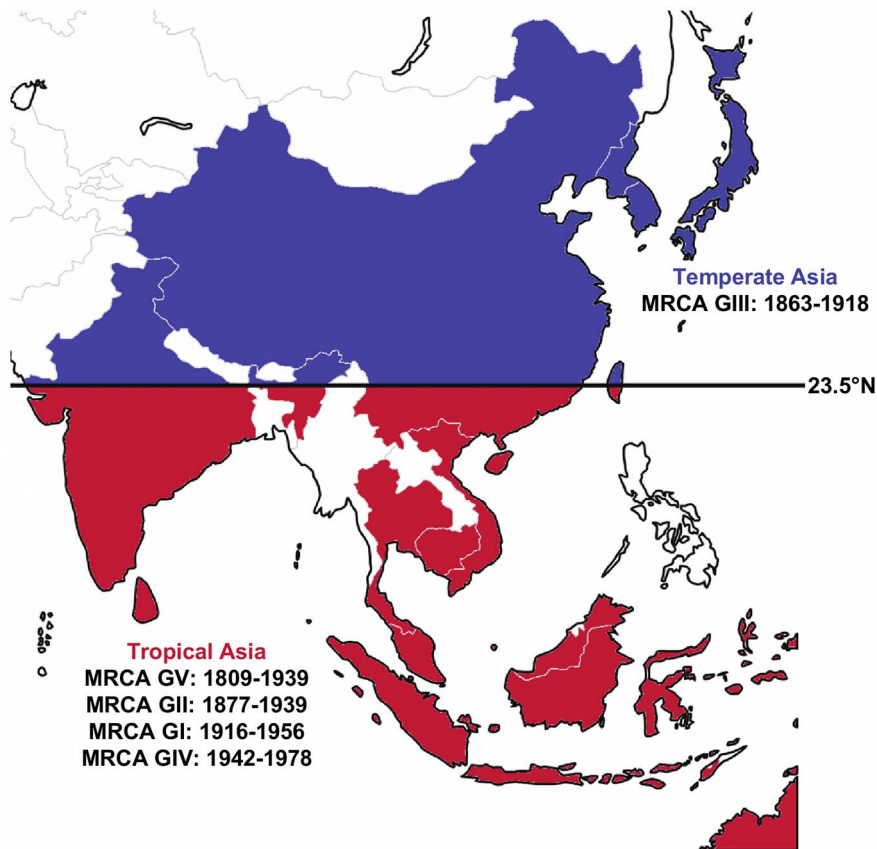 Temperate Asia
MRCA GIII: 1863-1918
23.5°N
Tropical Asia
MRCA GV: 1809-1939
MRCA GII: 1877-1939
MRCA GI: 1916-1956
MRCA GIV: 1942-1978